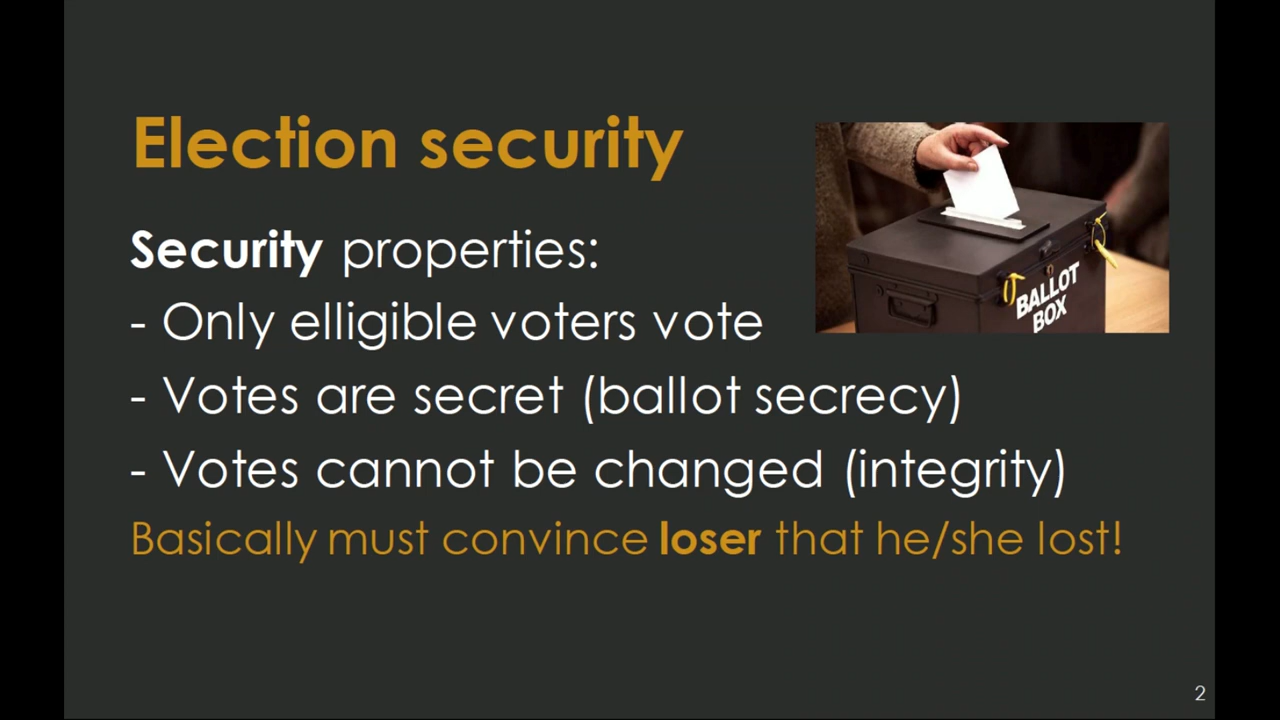 Election security
Security properties:
- Only elligible voters vote
- Votes are secret (ballot secrecy)
- Votes cannot be changed (integrity)
Basically must convince loser that he/she lost!
BALLOT
BOX
2